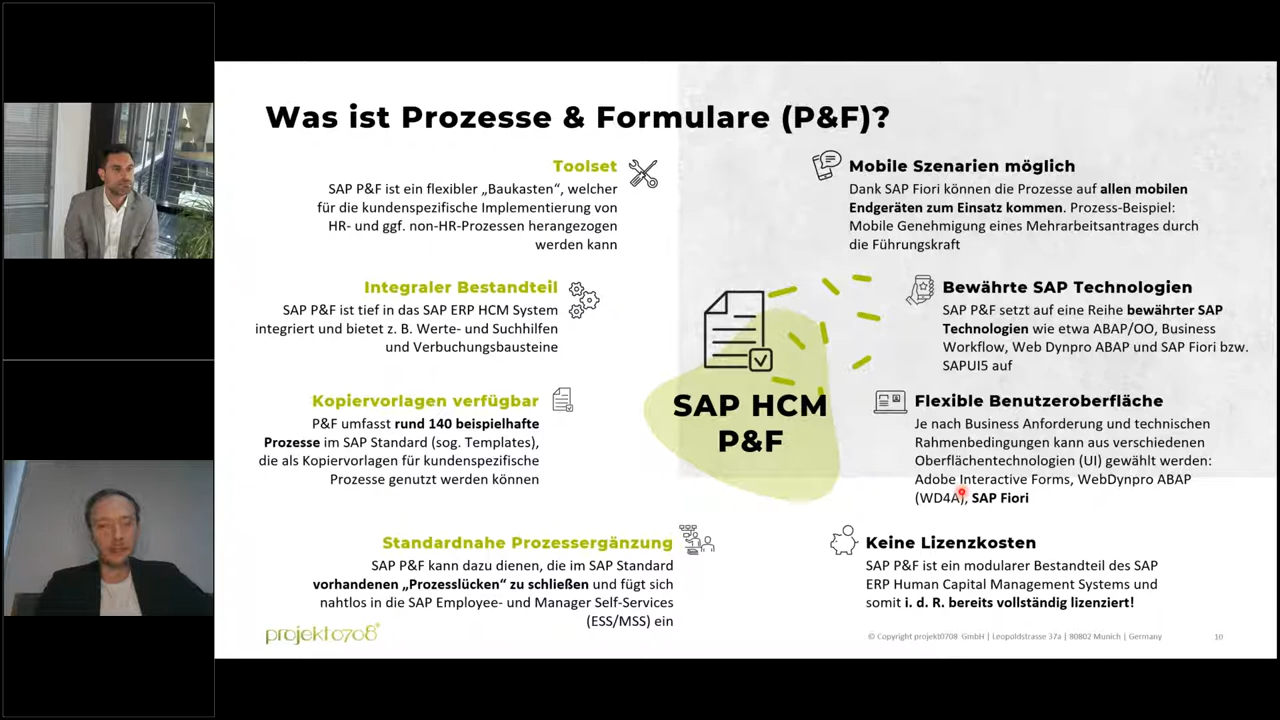 Was ist Prozesse & Formulare (P&F)?
Toolset
SAP P&F ist ein flexibler „Baukasten“, welcher
für die kundenspezifische Implementierung von
HR- und ggf. non-HR-Prozessen herangezogen
werden kann
Integraler Bestandteil
SAP P&F ist tief in das SAP ERP HCM System
integriert und bietet z. B. Werte- und Suchhilfen
und Verbuchungsbausteine
Kopiervorlagen verfügbar
P&F umfasst rund 140 beispielhafte
Prozesse im SAP Standard (sog. Templates),
die als Kopiervorlagen für kundenspezifische
Prozesse genutzt werden können
Standardnahe Prozessergänzung
SAP P&F kann dazu dienen, die im SAP Standard
vorhandenen „Prozesslücken“ zu schließen und fügt sich
nahtlos in die SAP Employee- und Manager Self-Services
(ESS/MSS) ein
SAP HCM
P&F
Mobile Szenarien möglich
Dank SAP Fiori können die Prozesse auf allen mobilen
Endgeräten zum Einsatz kommen. Prozess-Beispiel:
Mobile Genehmigung eines Mehrarbeitsantrages durch
die Führungskraft
Bewährte SAP Technologien
SAP P&F setzt auf eine Reihe bewährter SAP
Technologien wie etwa ABAP/OO, Business
Workflow, Web Dynpro ABAP und SAP Fiori bzw.
SAPUI5 auf
Flexible Benutzeroberfläche
Je nach Business Anforderung und technischen
Rahmenbedingungen kann aus verschiedenen
Oberflächentechnologien (UI) gewählt werden:
Adobe Interactive Forms, WebDynpro ABAP
(WD4A), SAP Fiori
Keine Lizenzkosten
SAP P&F ist ein modularer Bestandteil des SAP
ERP Human Capital Management Systems und
somit i. d. R. bereits vollständig lizenziert!
projekt0708®
© Copyright projekt0708 GmbH | Leopoldstrasse 37a | 80802 Munich | Germany
10